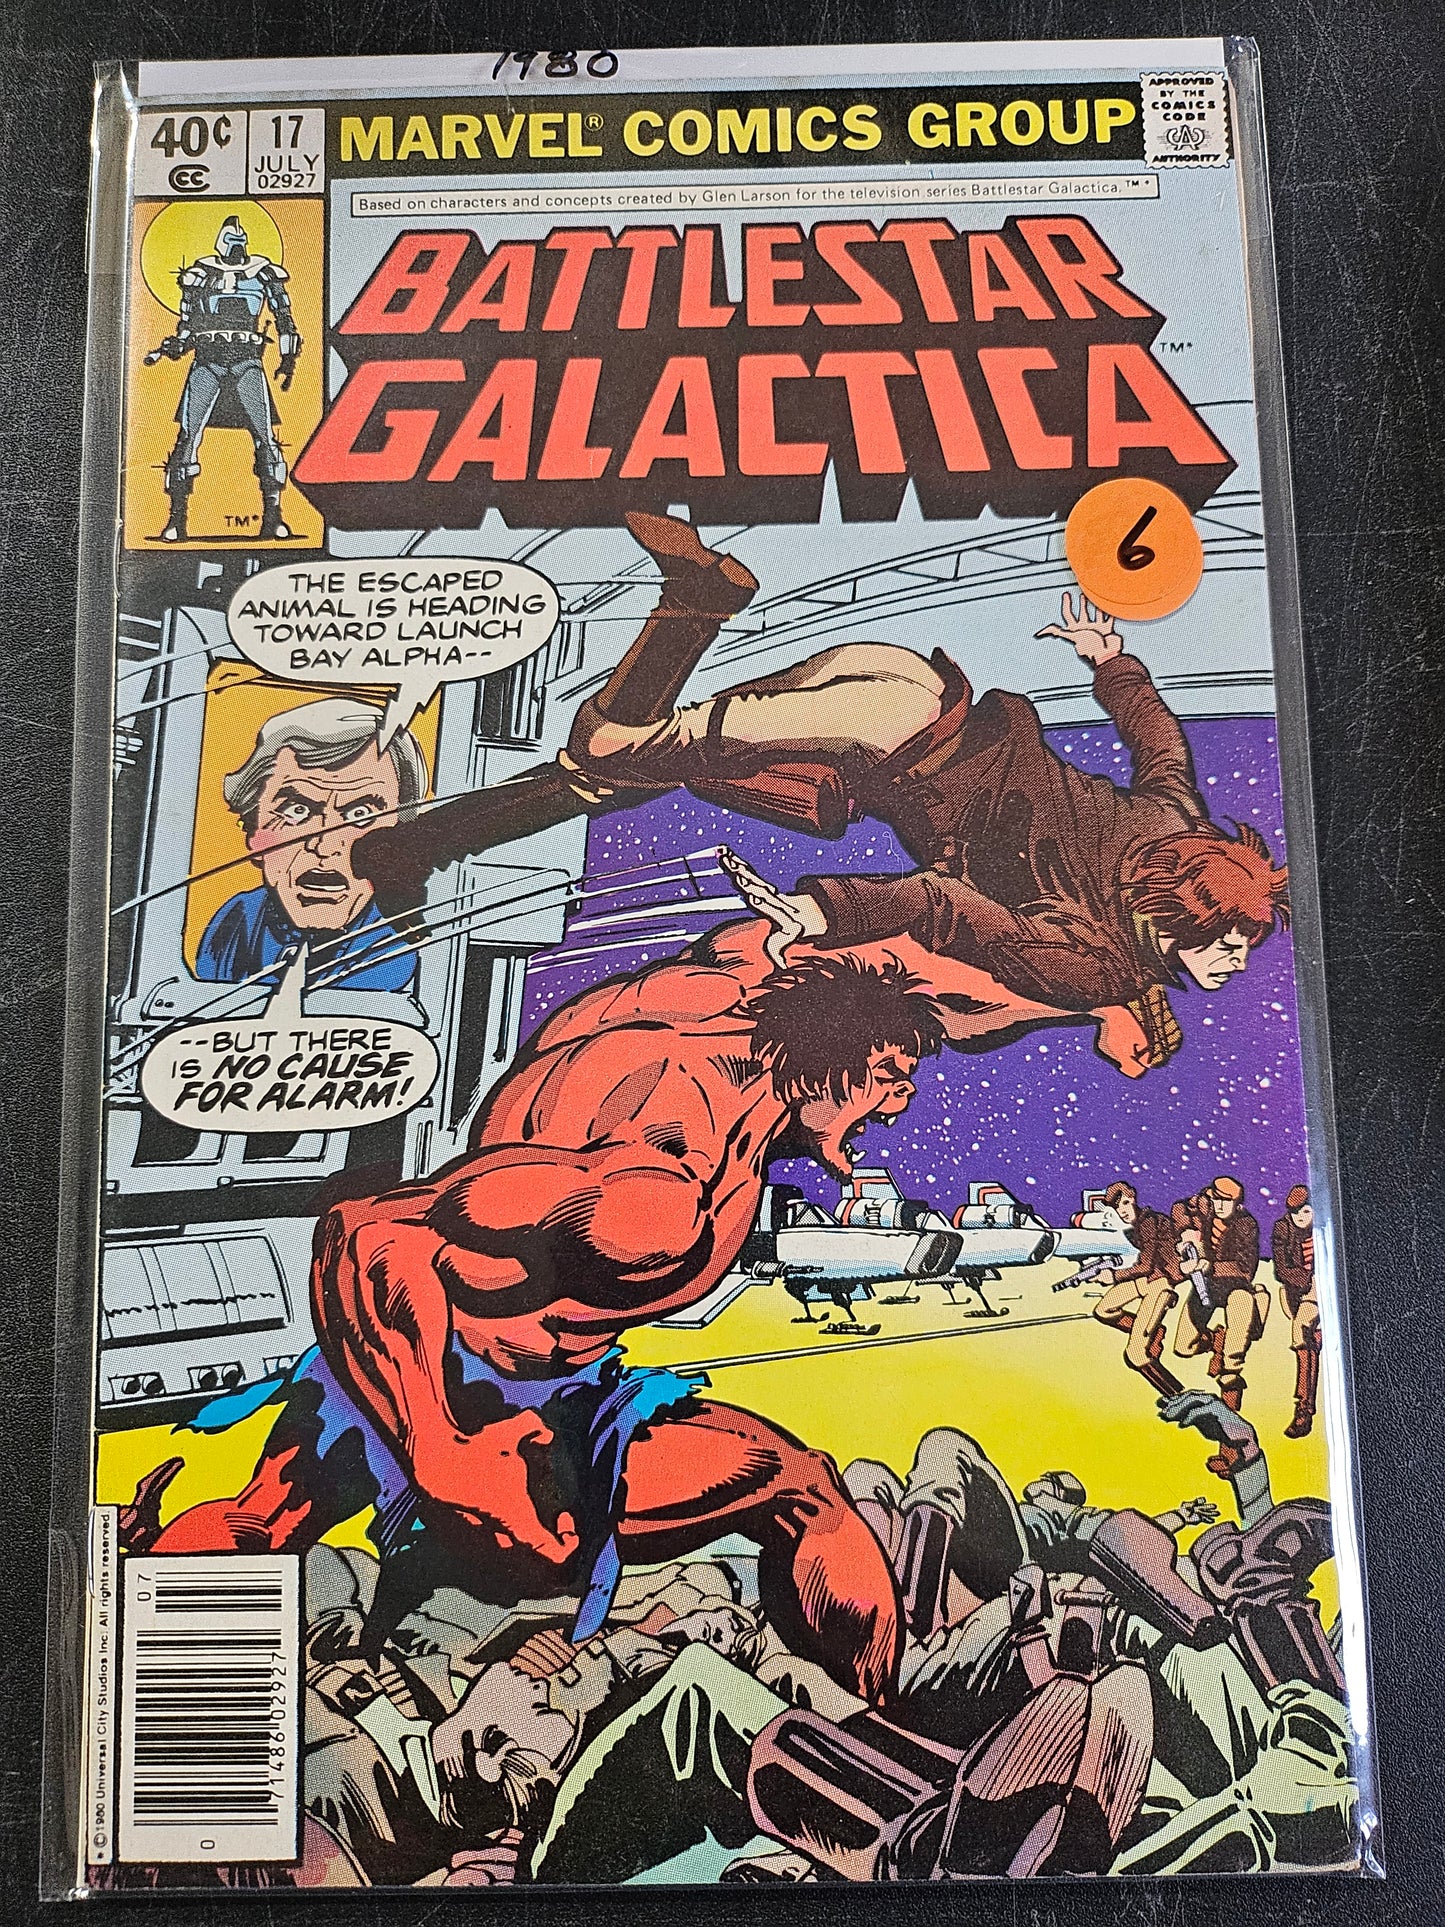 1980
40¢
CC
17
JULY
02927
MARVEL® COMICS GROUP
APPROVED
BY THE
COMICS
CODE
A
AUTHORITY
Based on characters and concepts created by Glen Larson for the television series Battlestar Galactica.™*
BATTLESTAR
GALACTICA
TM*
TM*
6
THE ESCAPED
ANIMAL IS HEADING
TOWARD LAUNCH
BAY ALPHA--
--BUT THERE
IS NO CAUSE
FOR ALARM!
* © 1980 Universal City Studios Inc. All rights reserved.
07
71486 02927
0